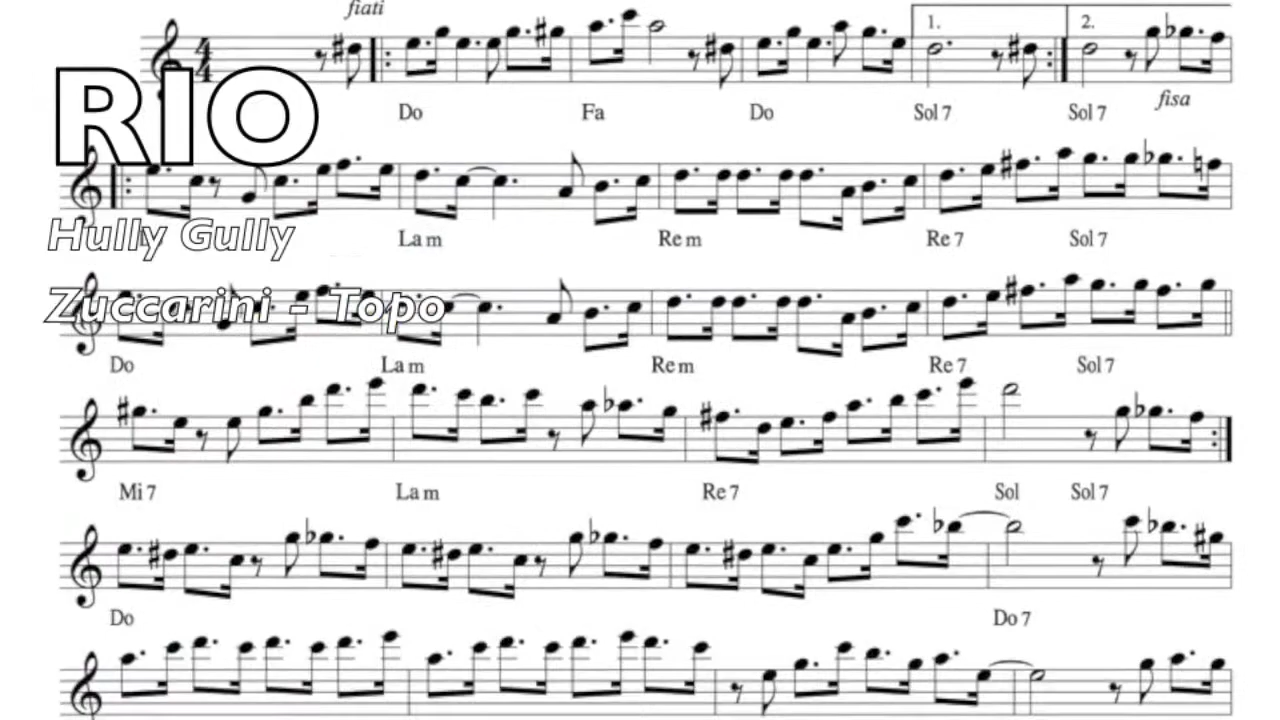 fiati
1. 2.
RIO
Do Fa Do Sol 7 Sol 7
fisa
Hully Gully
La m Re m Re 7 Sol 7
Zuccarini - Topo
Do La m Re m Re 7 Sol 7
Mi 7 La m Re 7 Sol Sol 7
Do Do 7